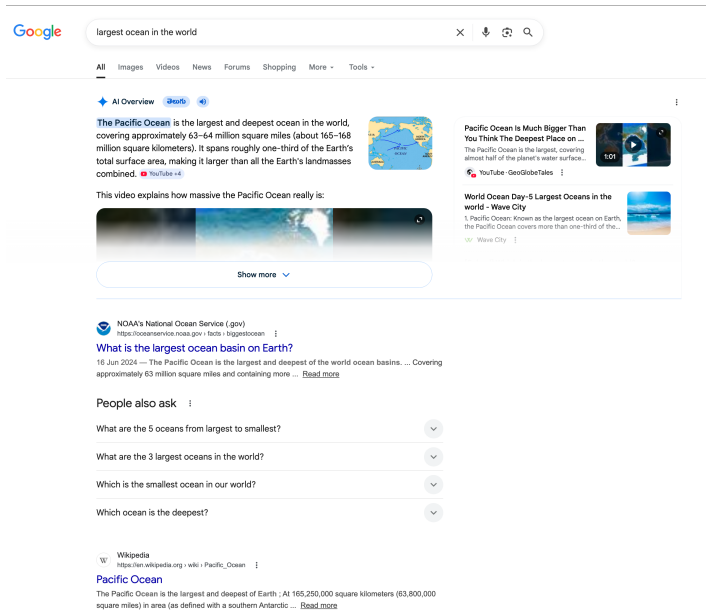 Google
largest ocean in the world
All Images Videos News Forums Shopping More Tools
AI Overview తెలుగు
The Pacific Ocean is the largest and deepest ocean in the world,
covering approximately 63–64 million square miles (about 165–168
million square kilometers). It spans roughly one-third of the Earth's
total surface area, making it larger than all the Earth's landmasses
combined. YouTube +4
This video explains how massive the Pacific Ocean really is:
Show more
Pacific Ocean Is Much Bigger Than
You Think The Deepest Place on ...
The Pacific Ocean is the largest, covering
almost half of the planet's water surface...
1:01
YouTube · GeoGlobeTales
World Ocean Day-5 Largest Oceans in the
world - Wave City
1. Pacific Ocean: Known as the largest ocean on Earth,
the Pacific Ocean covers more than one-third of the...
Wave City
NOAA's National Ocean Service (.gov)
https://oceanservice.noaa.gov › facts › biggestocean
What is the largest ocean basin on Earth?
16 Jun 2024 — The Pacific Ocean is the largest and deepest of the world ocean basins. ... Covering
approximately 63 million square miles and containing more ... Read more
People also ask
What are the 5 oceans from largest to smallest?
What are the 3 largest oceans in the world?
Which is the smallest ocean in our world?
Which ocean is the deepest?
W
Wikipedia
https://en.wikipedia.org › wiki › Pacific_Ocean
Pacific Ocean
The Pacific Ocean is the largest and deepest of Earth ; At 165,250,000 square kilometers (63,800,000
square miles) in area (as defined with a southern Antarctic ... Read more